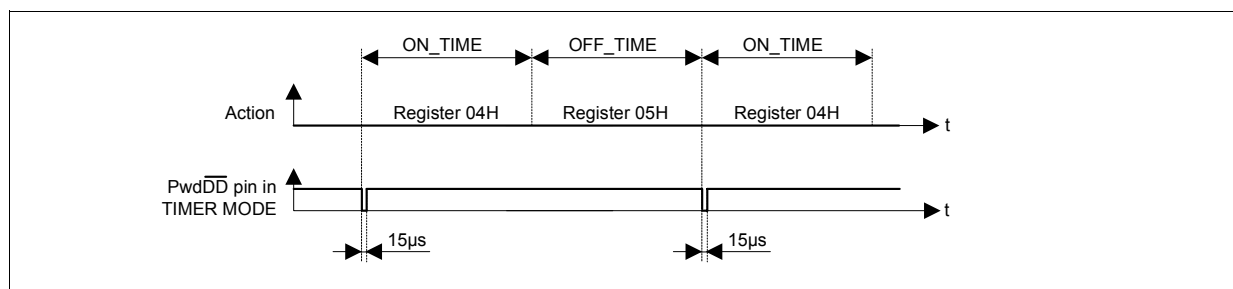 ON_TIME OFF_TIME ON_TIME
Action Register 04H Register 05H Register 04H t
PwdDD pin in
TIMER MODE t
15µs 15µs